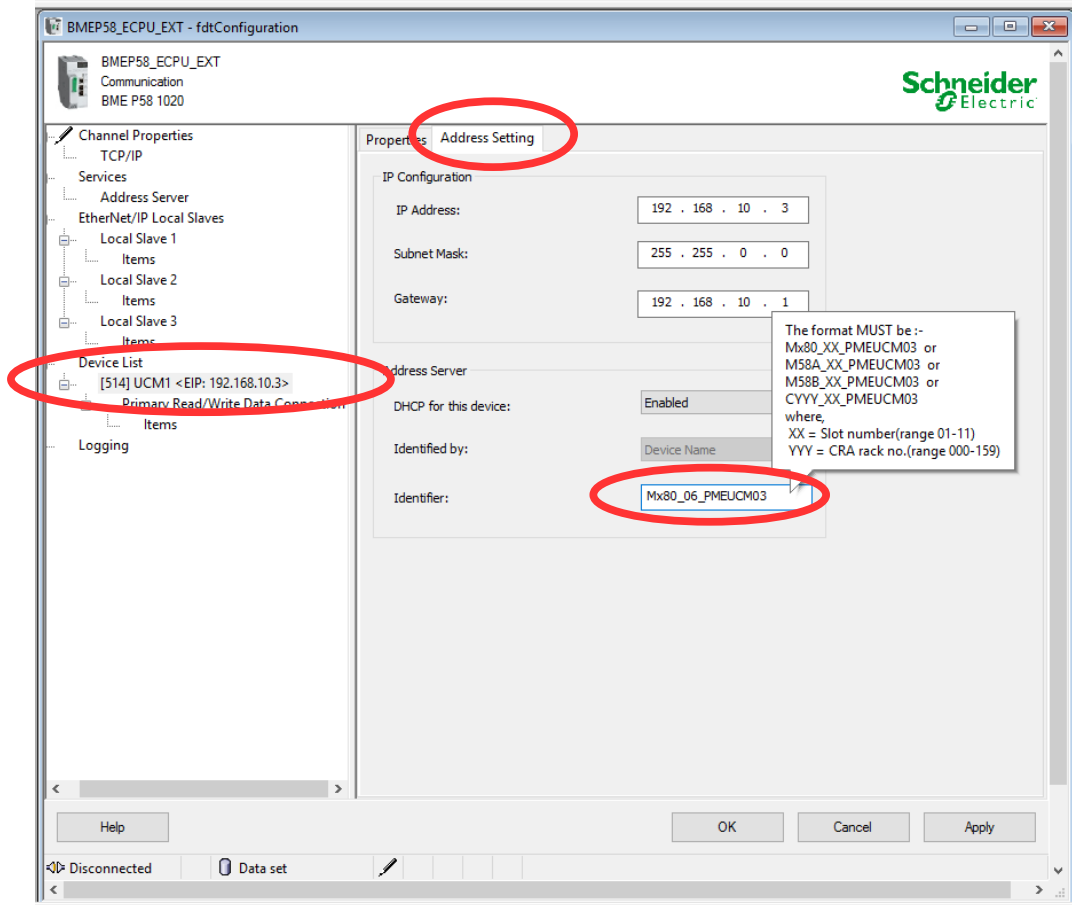 BMEP58_ECPU_EXT - fdtConfiguration
BMEP58_ECPU_EXT
Communication
BME P58 1020
Schneider
Electric
Channel Properties
TCP/IP
Services
Address Server
EtherNet/IP Local Slaves
Local Slave 1
Items
Local Slave 2
Items
Local Slave 3
Items
Device List
[514] UCM1 <EIP: 192.168.10.3>
Primary Read/Write Data Connection
Items
Logging
Properties
Address Setting
IP Configuration
IP Address:
192 . 168 . 10 . 3
Subnet Mask:
255 . 255 . 0 . 0
Gateway:
192 . 168 . 10 . 1
The format MUST be :-
Mx80_XX_PMEUCM03 or
M58A_XX_PMEUCM03 or
M58B_XX_PMEUCM03 or
CYYY_XX_PMEUCM03
where,
XX = Slot number(range 01-11)
YYY = CRA rack no.(range 000-159)
Address Server
DHCP for this device:
Enabled
Identified by:
Device Name
Identifier:
Mx80_06_PMEUCM03
Help
OK
Cancel
Apply
Disconnected
Data set